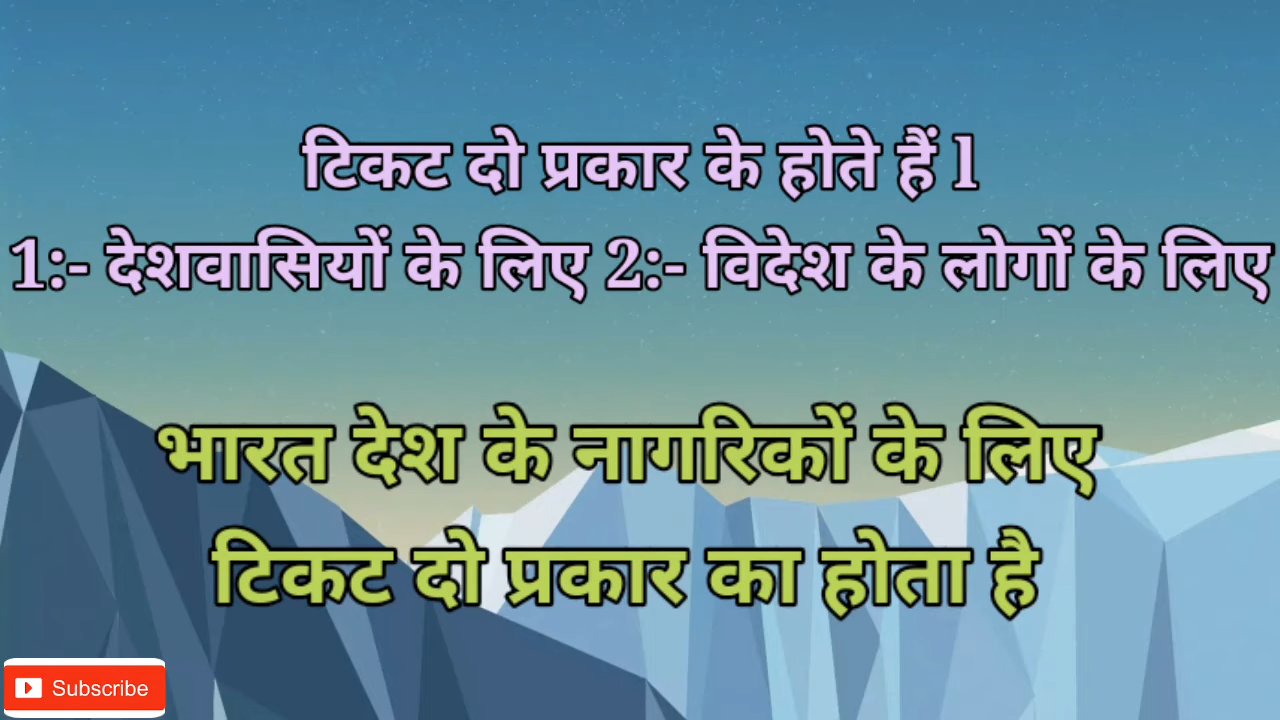 टिकट दो प्रकार के होते हैं l
1:- देशवासियों के लिए 2:- विदेश के लोगों के लिए
भारत देश के नागरिकों के लिए
टिकट दो प्रकार का होता है
Subscribe